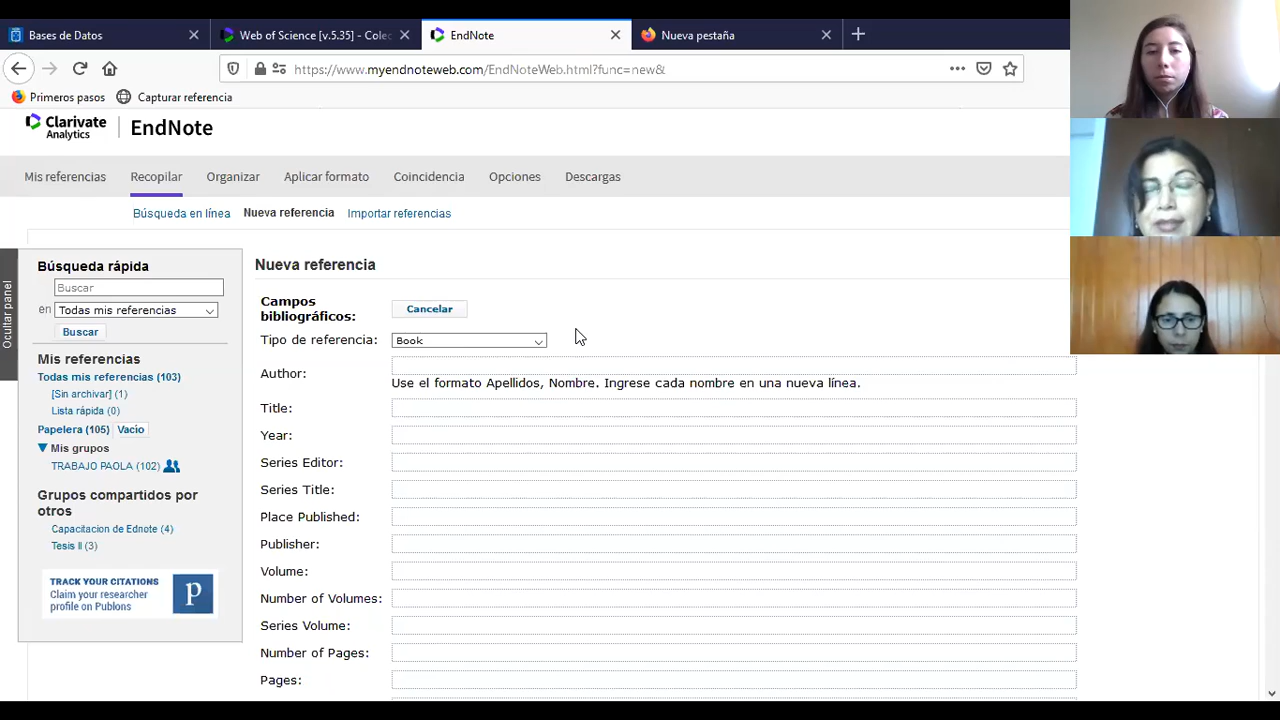 Bases de Datos
Web of Science [v.5.35] - Colec
EndNote
Nueva pestaña
https://www.myendnoteweb.com/EndNoteWeb.html?func=new&
Primeros pasos
Capturar referencia
Clarivate
Analytics
EndNote
Mis referencias
Recopilar
Organizar
Aplicar formato
Coincidencia
Opciones
Descargas
Búsqueda en línea
Nueva referencia
Importar referencias
Ocultar panel
Búsqueda rápida
Buscar
en Todas mis referencias
Buscar
Mis referencias
Todas mis referencias (103)
[Sin archivar] (1)
Lista rápida (0)
Papelera (105) Vacío
Mis grupos
TRABAJO PAOLA (102)
Grupos compartidos por
otros
Capacitacion de Ednote (4)
Tesis II (3)
TRACK YOUR CITATIONS
Claim your researcher
profile on Publons
p
Nueva referencia
Campos
bibliográficos:
Cancelar
Tipo de referencia: Book
Author:
Use el formato Apellidos, Nombre. Ingrese cada nombre en una nueva línea.
Title:
Year:
Series Editor:
Series Title:
Place Published:
Publisher:
Volume:
Number of Volumes:
Series Volume:
Number of Pages:
Pages: